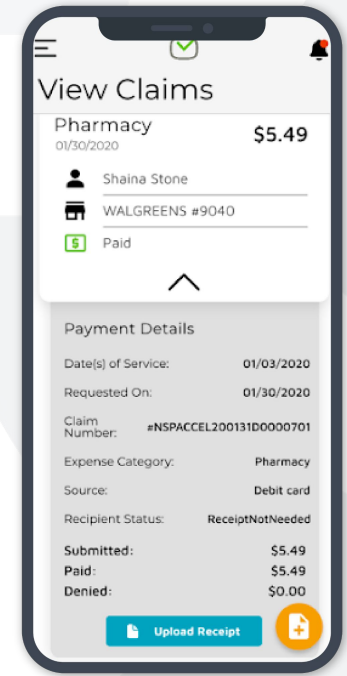 View Claims
Pharmacy $5.49
01/30/2020
Shaina Stone
WALGREENS #9040
$ Paid
Payment Details
Date(s) of Service: 01/03/2020
Requested On: 01/30/2020
Claim
Number: #NSPACCEL200131D0000701
Expense Category: Pharmacy
Source: Debit card
Recipient Status: ReceiptNotNeeded
Submitted: $5.49
Paid: $5.49
Denied: $0.00
Upload Receipt